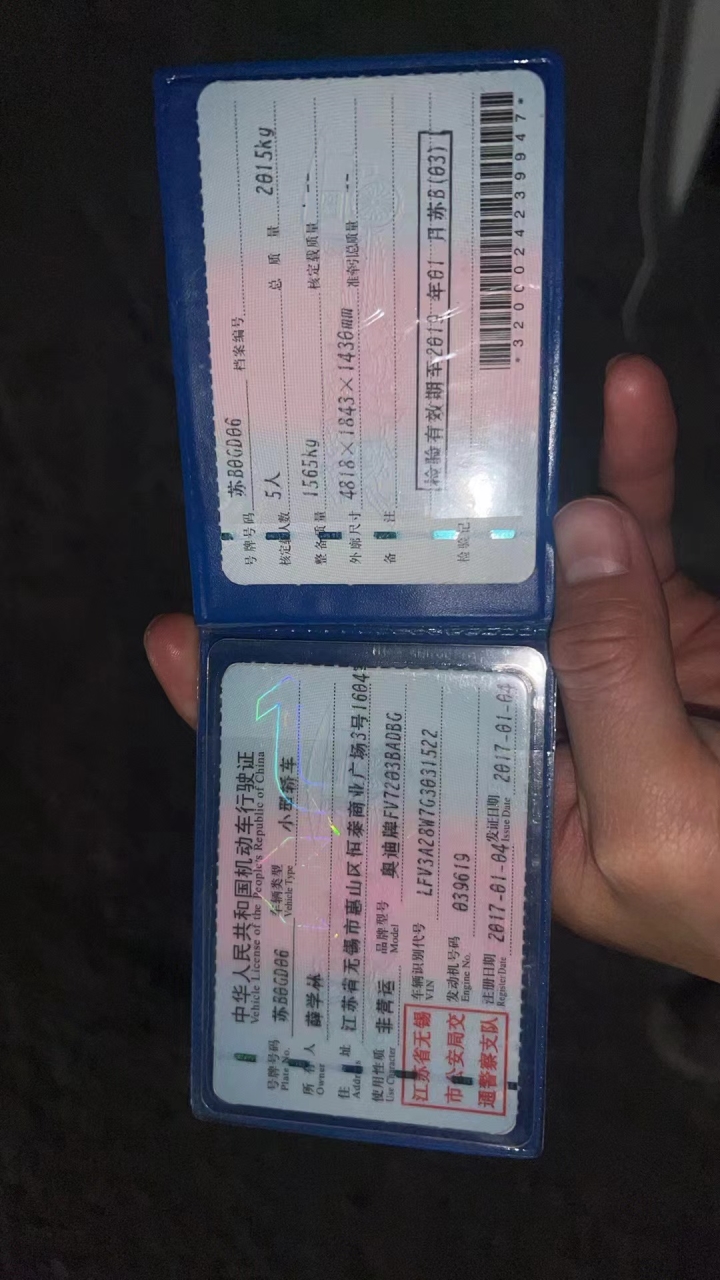 中华人民共和国机动车行驶证
Vehicle License of the People's Republic of China
号牌号码 苏B0GD06 车辆类型 小型轿车
Plate No. Vehicle Type
所有人 薛学林
Owner
住址 江苏省无锡市惠山区恒泰商业广场3号1604
Address
使用性质 非营运 品牌型号 奥迪牌FV7203BADBG
Use Character Model
江苏省无锡
市公安局交
通警察支队
车辆识别代号 LFV3A28W7G3031522
VIN
发动机号码 039619
Engine No.
注册日期 2017-01-04 发证日期 2017-01-04
Register Date Issue Date
号牌号码 苏B0GD06 档案编号
核定载人数 5人 总质量 2015kg
整备质量 1565kg 核定载质量 --
外廓尺寸 4818×1843×1430mm 准牵引总质量 --
备注
检验有效期至2019年01月苏B(03)
检验记
*3200024239947*